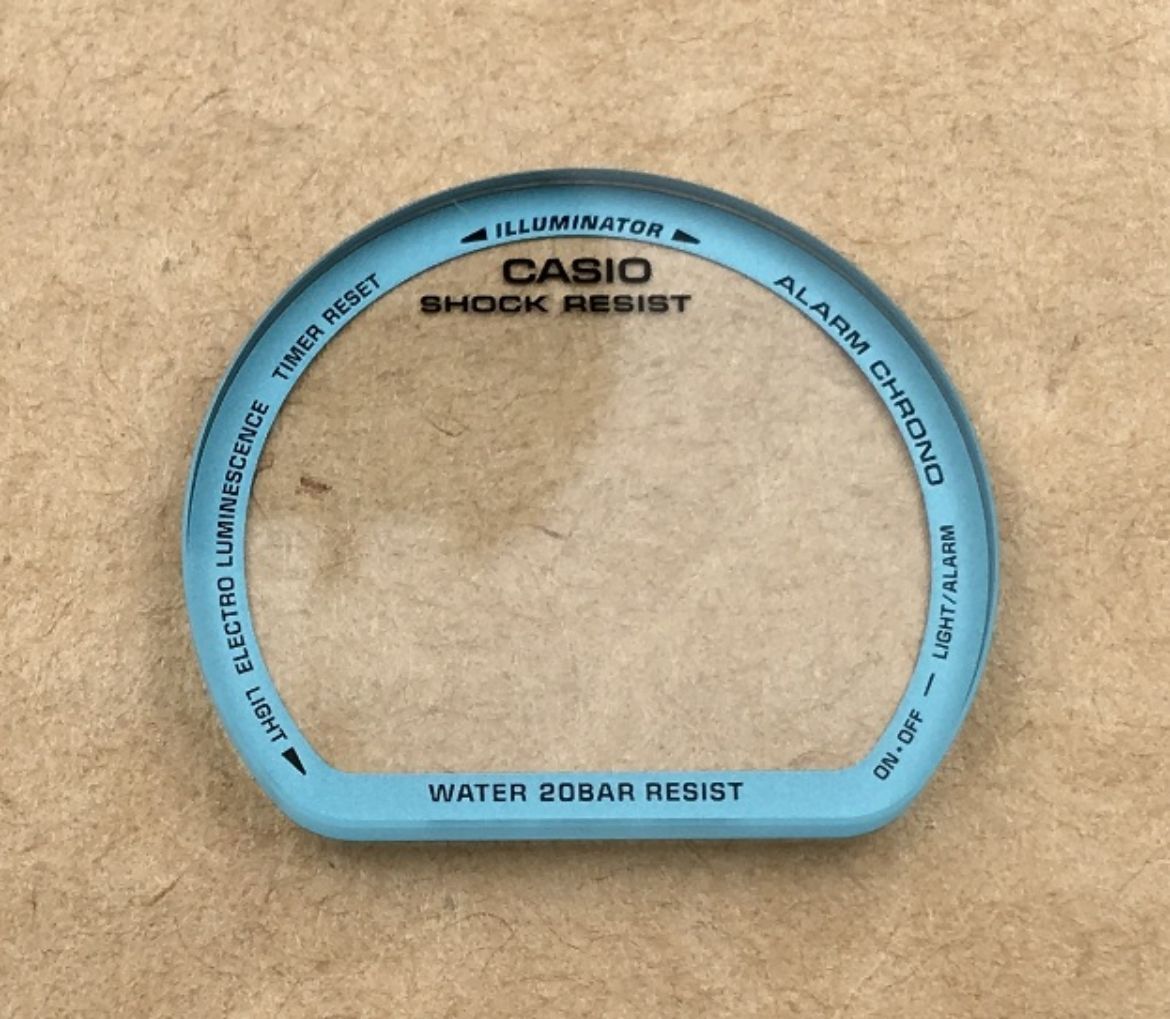 ILLUMINATOR
CASIO
SHOCK RESIST
TIMER RESET
ALARM CHRONO
ELECTRO LUMINESCENCE
LIGHT/ALARM
LIGHT
ON•OFF
WATER 20BAR RESIST